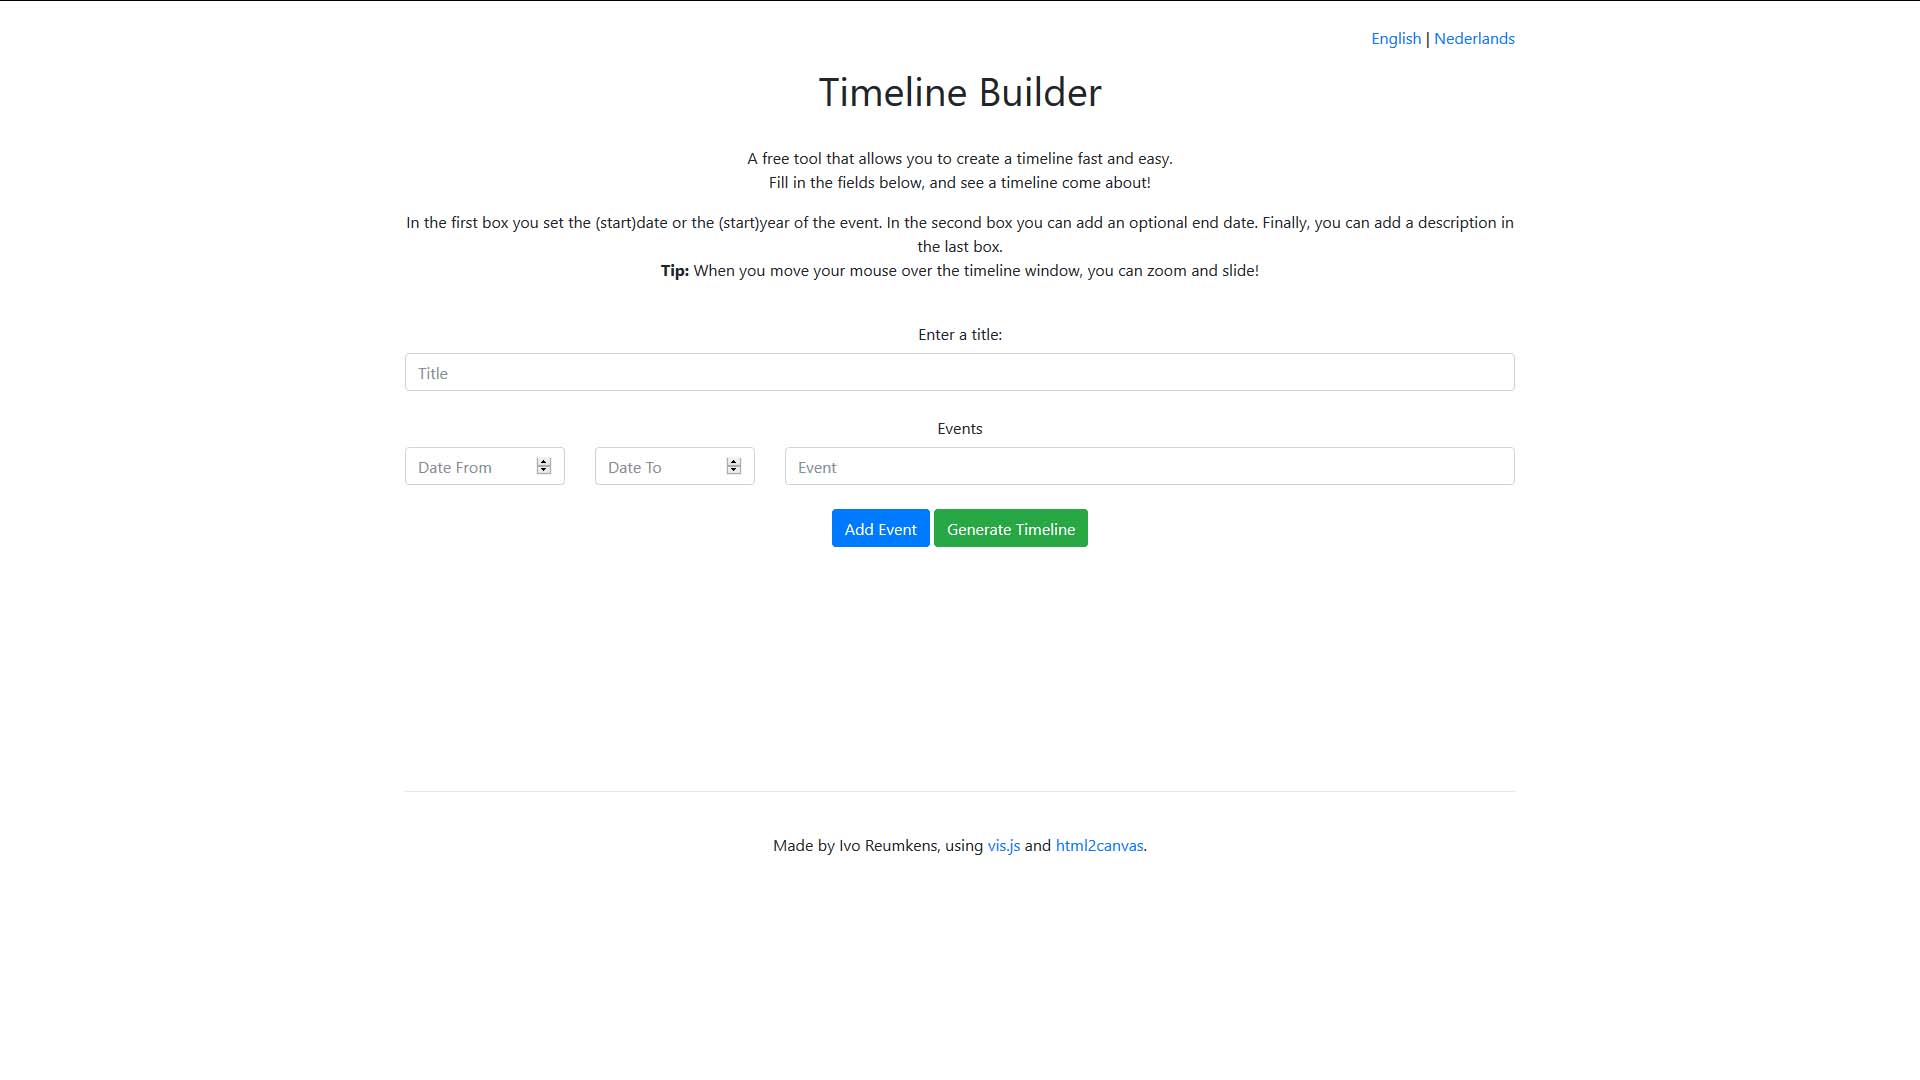 English | Nederlands
Timeline Builder
A free tool that allows you to create a timeline fast and easy.
Fill in the fields below, and see a timeline come about!
In the first box you set the (start)date or the (start)year of the event. In the second box you can add an optional end date. Finally, you can add a description in
the last box.
Tip: When you move your mouse over the timeline window, you can zoom and slide!
Enter a title:
Title
Events
Date From Date To Event
Add Event Generate Timeline
Made by Ivo Reumkens, using vis.js and html2canvas.